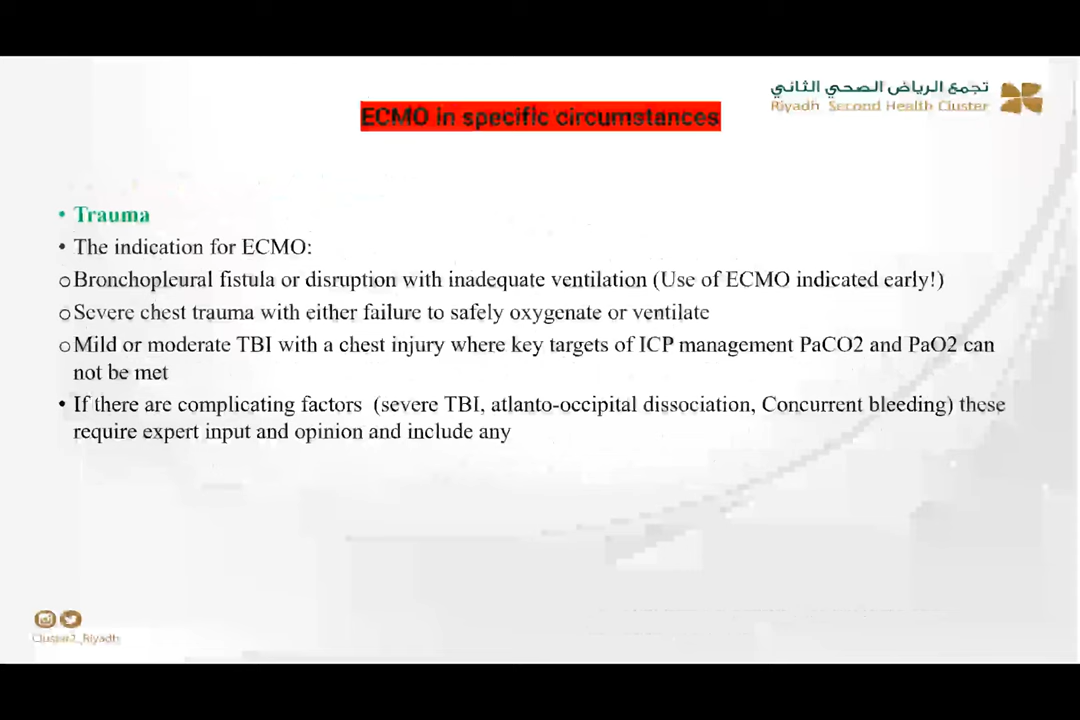 تجمع الرياض الصحي الثاني
Riyadh Second Health Cluster
ECMO in specific circumstances
• Trauma
• The indication for ECMO:
o Bronchopleural fistula or disruption with inadequate ventilation (Use of ECMO indicated early!)
o Severe chest trauma with either failure to safely oxygenate or ventilate
o Mild or moderate TBI with a chest injury where key targets of ICP management PaCO2 and PaO2 can
not be met
• If there are complicating factors (severe TBI, atlanto-occipital dissociation, Concurrent bleeding) these
require expert input and opinion and include any
Cluster2_Riyadh